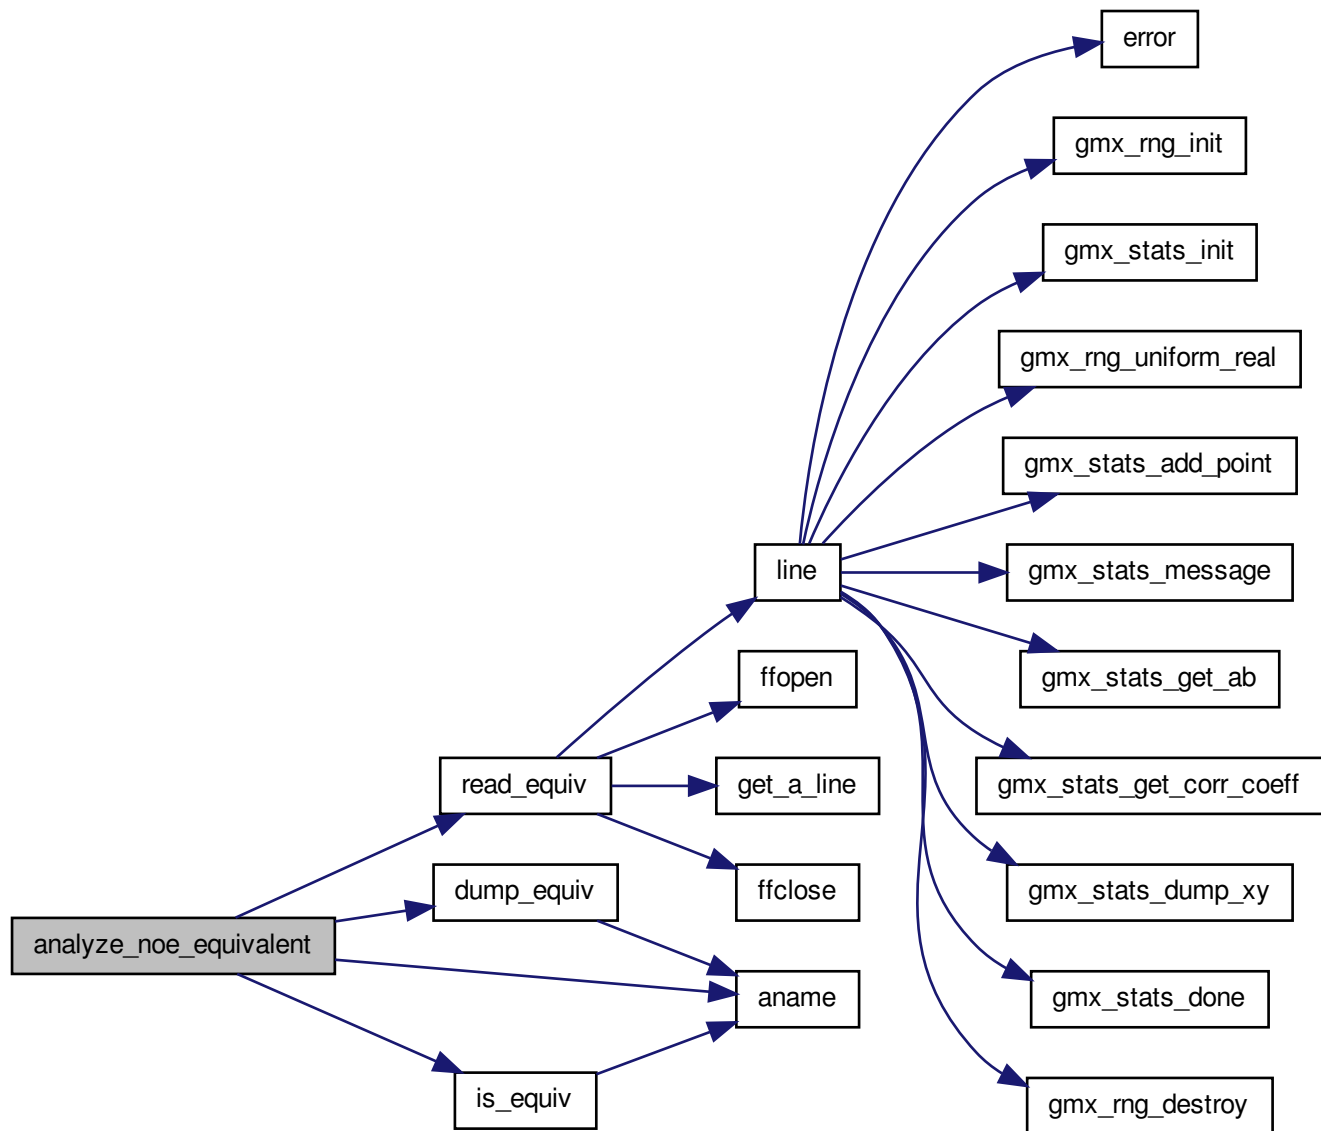 error
gmx_rng_init
gmx_stats_init
gmx_rng_uniform_real
gmx_stats_add_point
line
gmx_stats_message
gmx_stats_get_ab
ffopen
read_equiv
get_a_line
gmx_stats_get_corr_coeff
dump_equiv
ffclose
gmx_stats_dump_xy
analyze_noe_equivalent
aname
gmx_stats_done
is_equiv
gmx_rng_destroy